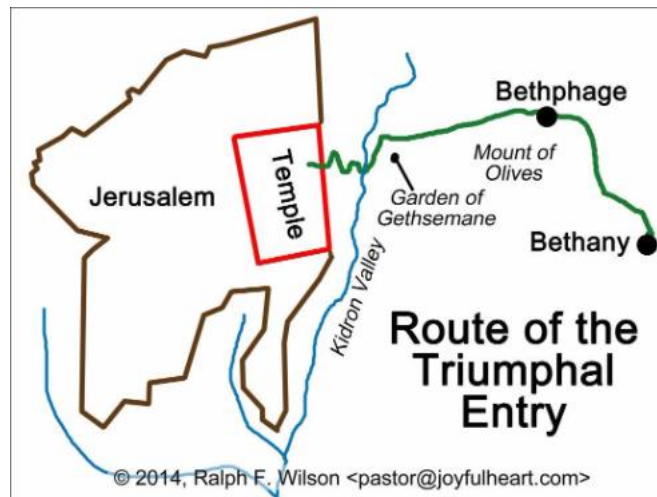 Bethphage
Temple
Mount of
Olives
Jerusalem
Garden of
Gethsemane
Bethany
Kidron Valley
Route of the
Triumphal
Entry
© 2014, Ralph F. Wilson <pastor@joyfulheart.com>